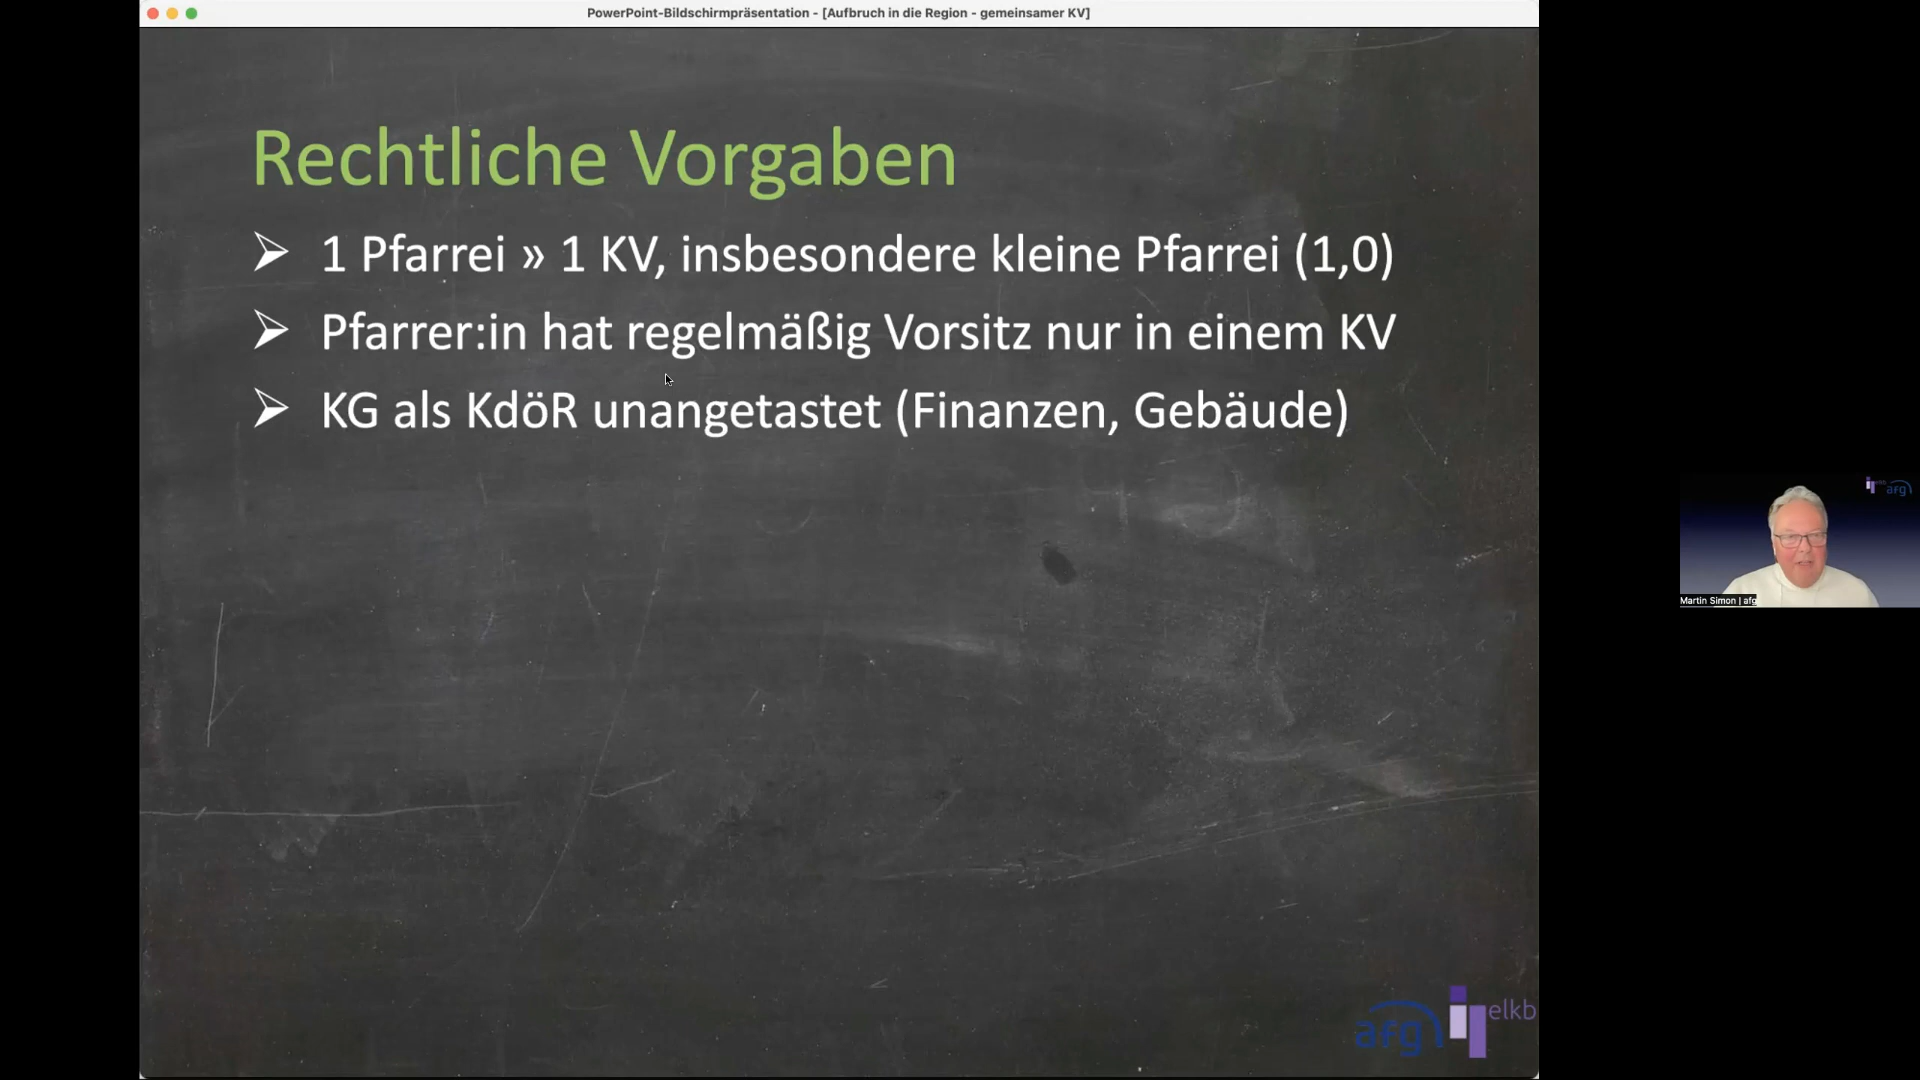 PowerPoint-Bildschirmpräsentation - [Aufbruch in die Region - gemeinsamer KV]
Rechtliche Vorgaben
➢ 1 Pfarrei » 1 KV, insbesondere kleine Pfarrei (1,0)
➢ Pfarrer:in hat regelmäßig Vorsitz nur in einem KV
➢ KG als KdöR unangetastet (Finanzen, Gebäude)
elkb
afg
elkb
afg
Martin Simon | afg